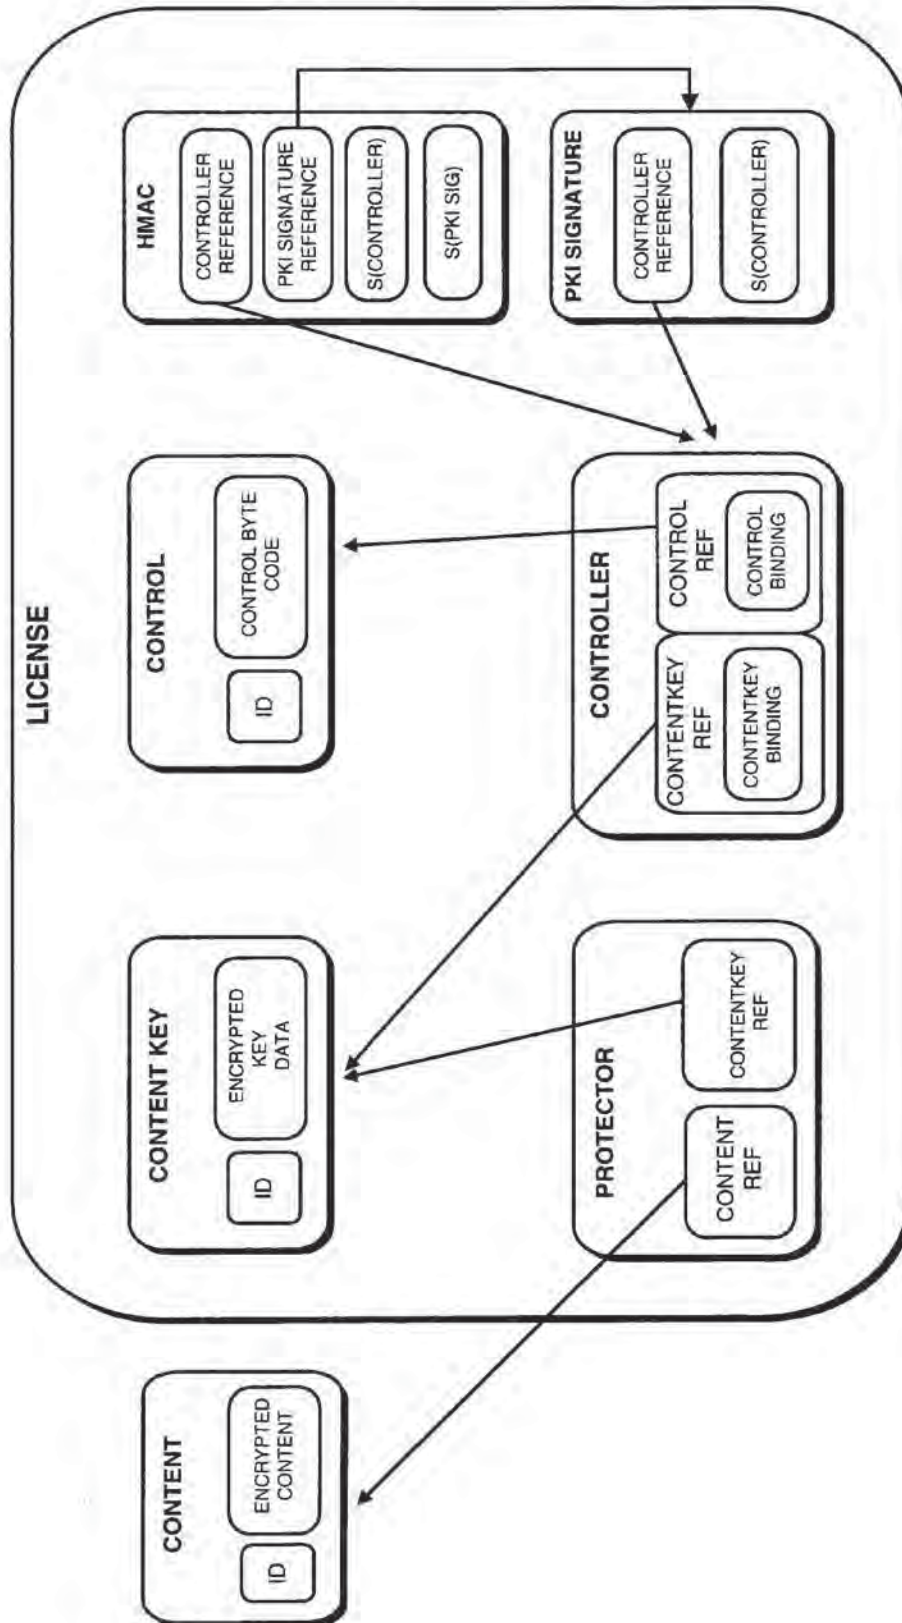 LICENSE
CONTENT
ID
ENCRYPTED
CONTENT
CONTENT KEY
ID
ENCRYPTED
KEY
DATA
CONTROL
ID
CONTROL BYTE
CODE
HMAC
CONTROLLER
REFERENCE
PKI SIGNATURE
REFERENCE
S(CONTROLLER)
S(PKI SIG)
PROTECTOR
CONTENT
REF
CONTENTKEY
REF
CONTROLLER
CONTENTKEY
REF
CONTENTKEY
BINDING
CONTROL
REF
CONTROL
BINDING
PKI SIGNATURE
CONTROLLER
REFERENCE
S(CONTROLLER)